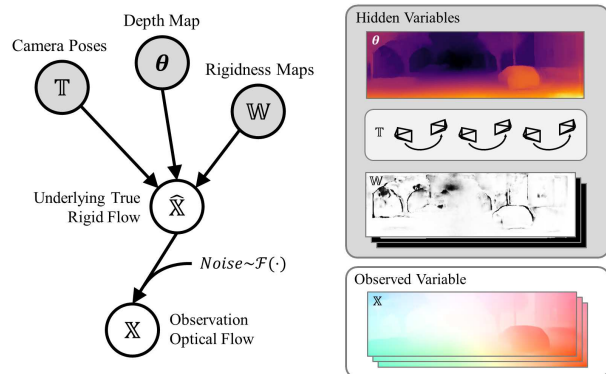 Depth Map
Camera Poses
θ
Rigidness Maps
𝕋
𝕎
Underlying True
Rigid Flow
𝕏̂
Noise~ℱ(·)
𝕏
Observation
Optical Flow
Hidden Variables
θ
𝕋
𝕎
Observed Variable
𝕏